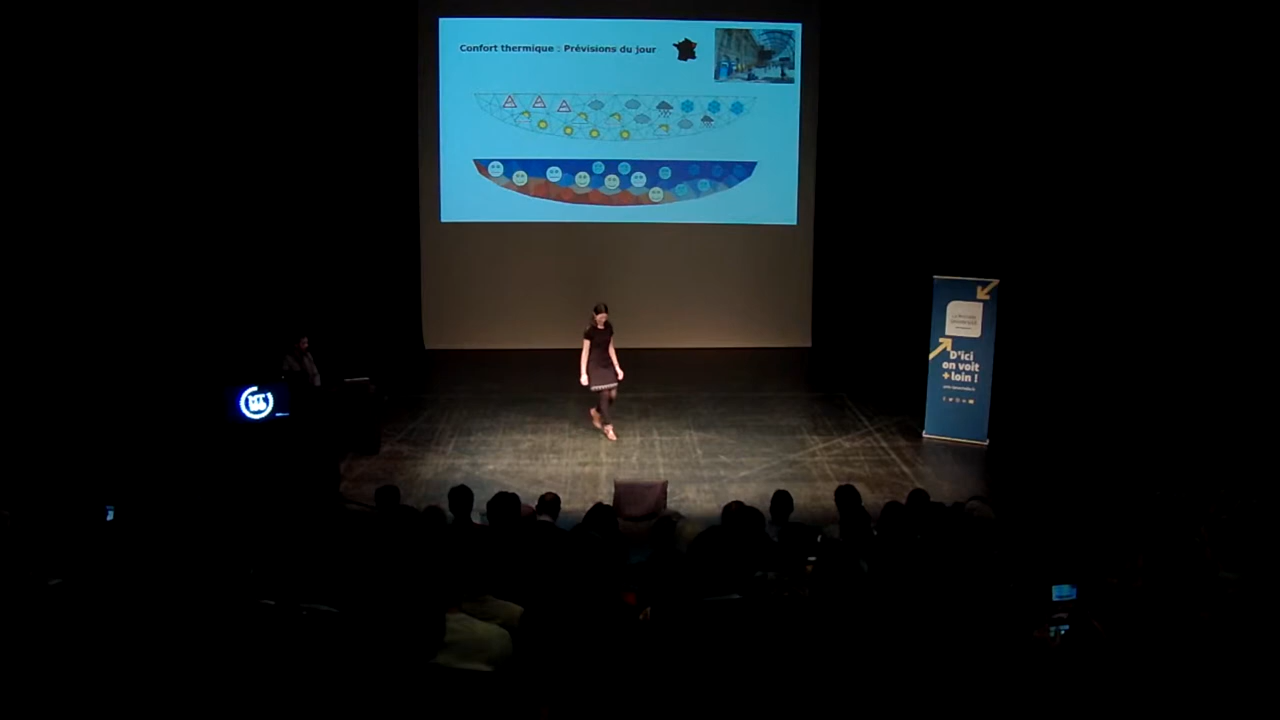 Confort thermique : Prévisions du jour
D'ici
on voit
+ loin !